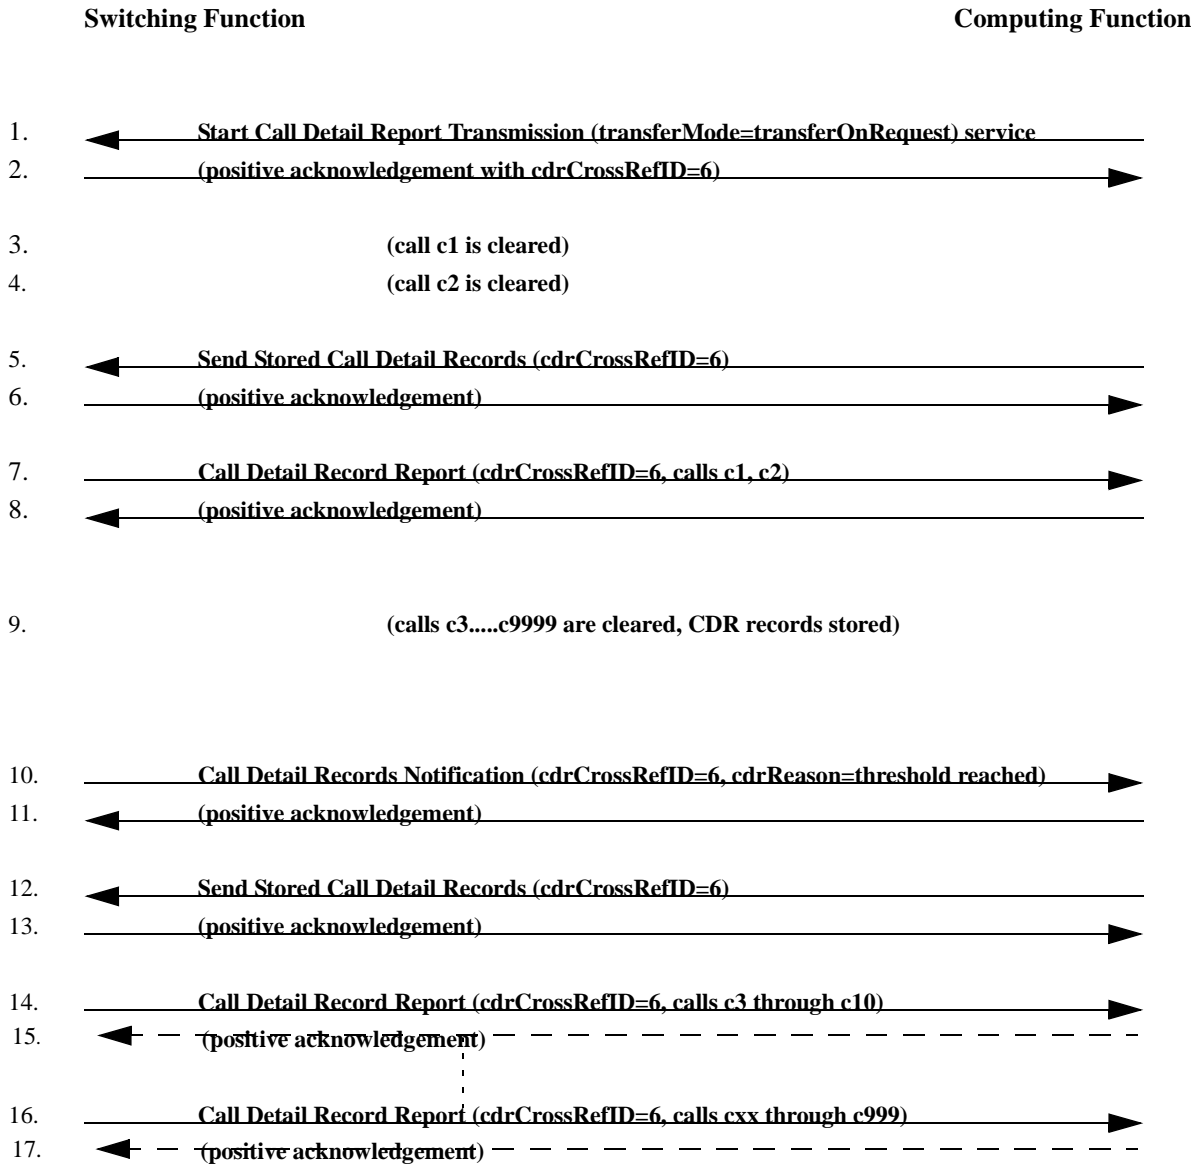 Switching Function Computing Function
1. Start Call Detail Report Transmission (transferMode=transferOnRequest) service
2. (positive acknowledgement with cdrCrossRefID=6)
3. (call c1 is cleared)
4. (call c2 is cleared)
5. Send Stored Call Detail Records (cdrCrossRefID=6)
6. (positive acknowledgement)
7. Call Detail Record Report (cdrCrossRefID=6, calls c1, c2)
8. (positive acknowledgement)
9. (calls c3.....c9999 are cleared, CDR records stored)
10. Call Detail Records Notification (cdrCrossRefID=6, cdrReason=threshold reached)
11. (positive acknowledgement)
12. Send Stored Call Detail Records (cdrCrossRefID=6)
13. (positive acknowledgement)
14. Call Detail Record Report (cdrCrossRefID=6, calls c3 through c10)
15. (positive acknowledgement)
16. Call Detail Record Report (cdrCrossRefID=6, calls cxx through c999)
17. (positive acknowledgement)